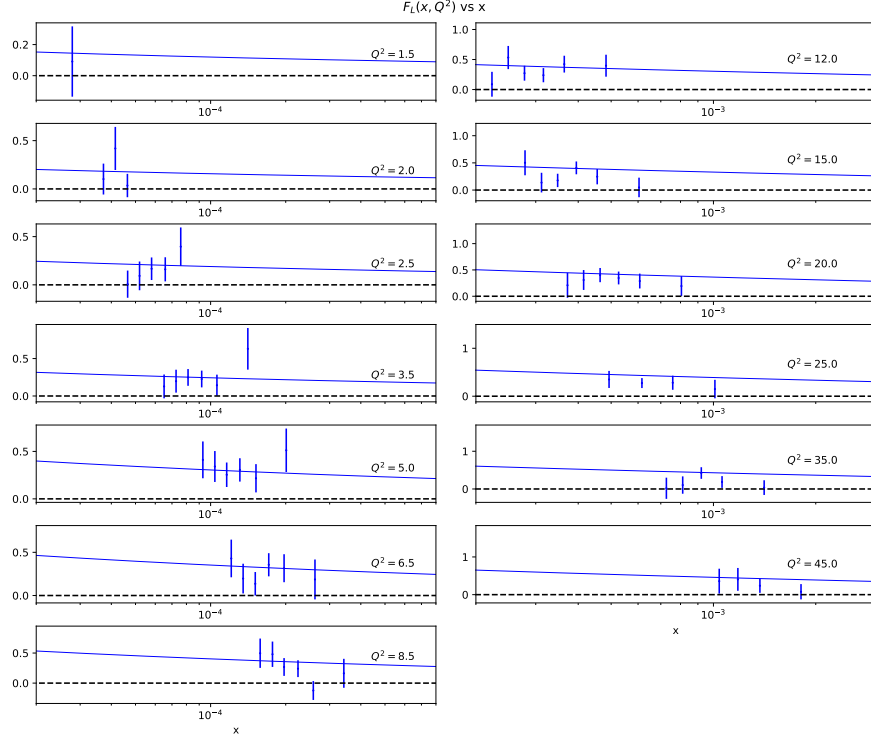 F_L(x, Q^2) vs x
0.2
0.0
Q^2 = 1.5
10^-4
0.5
0.0
Q^2 = 2.0
10^-4
0.5
0.0
Q^2 = 2.5
10^-4
0.5
0.0
Q^2 = 3.5
10^-4
0.5
0.0
Q^2 = 5.0
10^-4
0.5
0.0
Q^2 = 6.5
10^-4
0.5
0.0
Q^2 = 8.5
10^-4
x
1.0
0.5
0.0
Q^2 = 12.0
10^-3
1.0
0.5
0.0
Q^2 = 15.0
10^-3
1.0
0.5
0.0
Q^2 = 20.0
10^-3
1
0
Q^2 = 25.0
10^-3
1
0
Q^2 = 35.0
10^-3
1
0
Q^2 = 45.0
10^-3
x